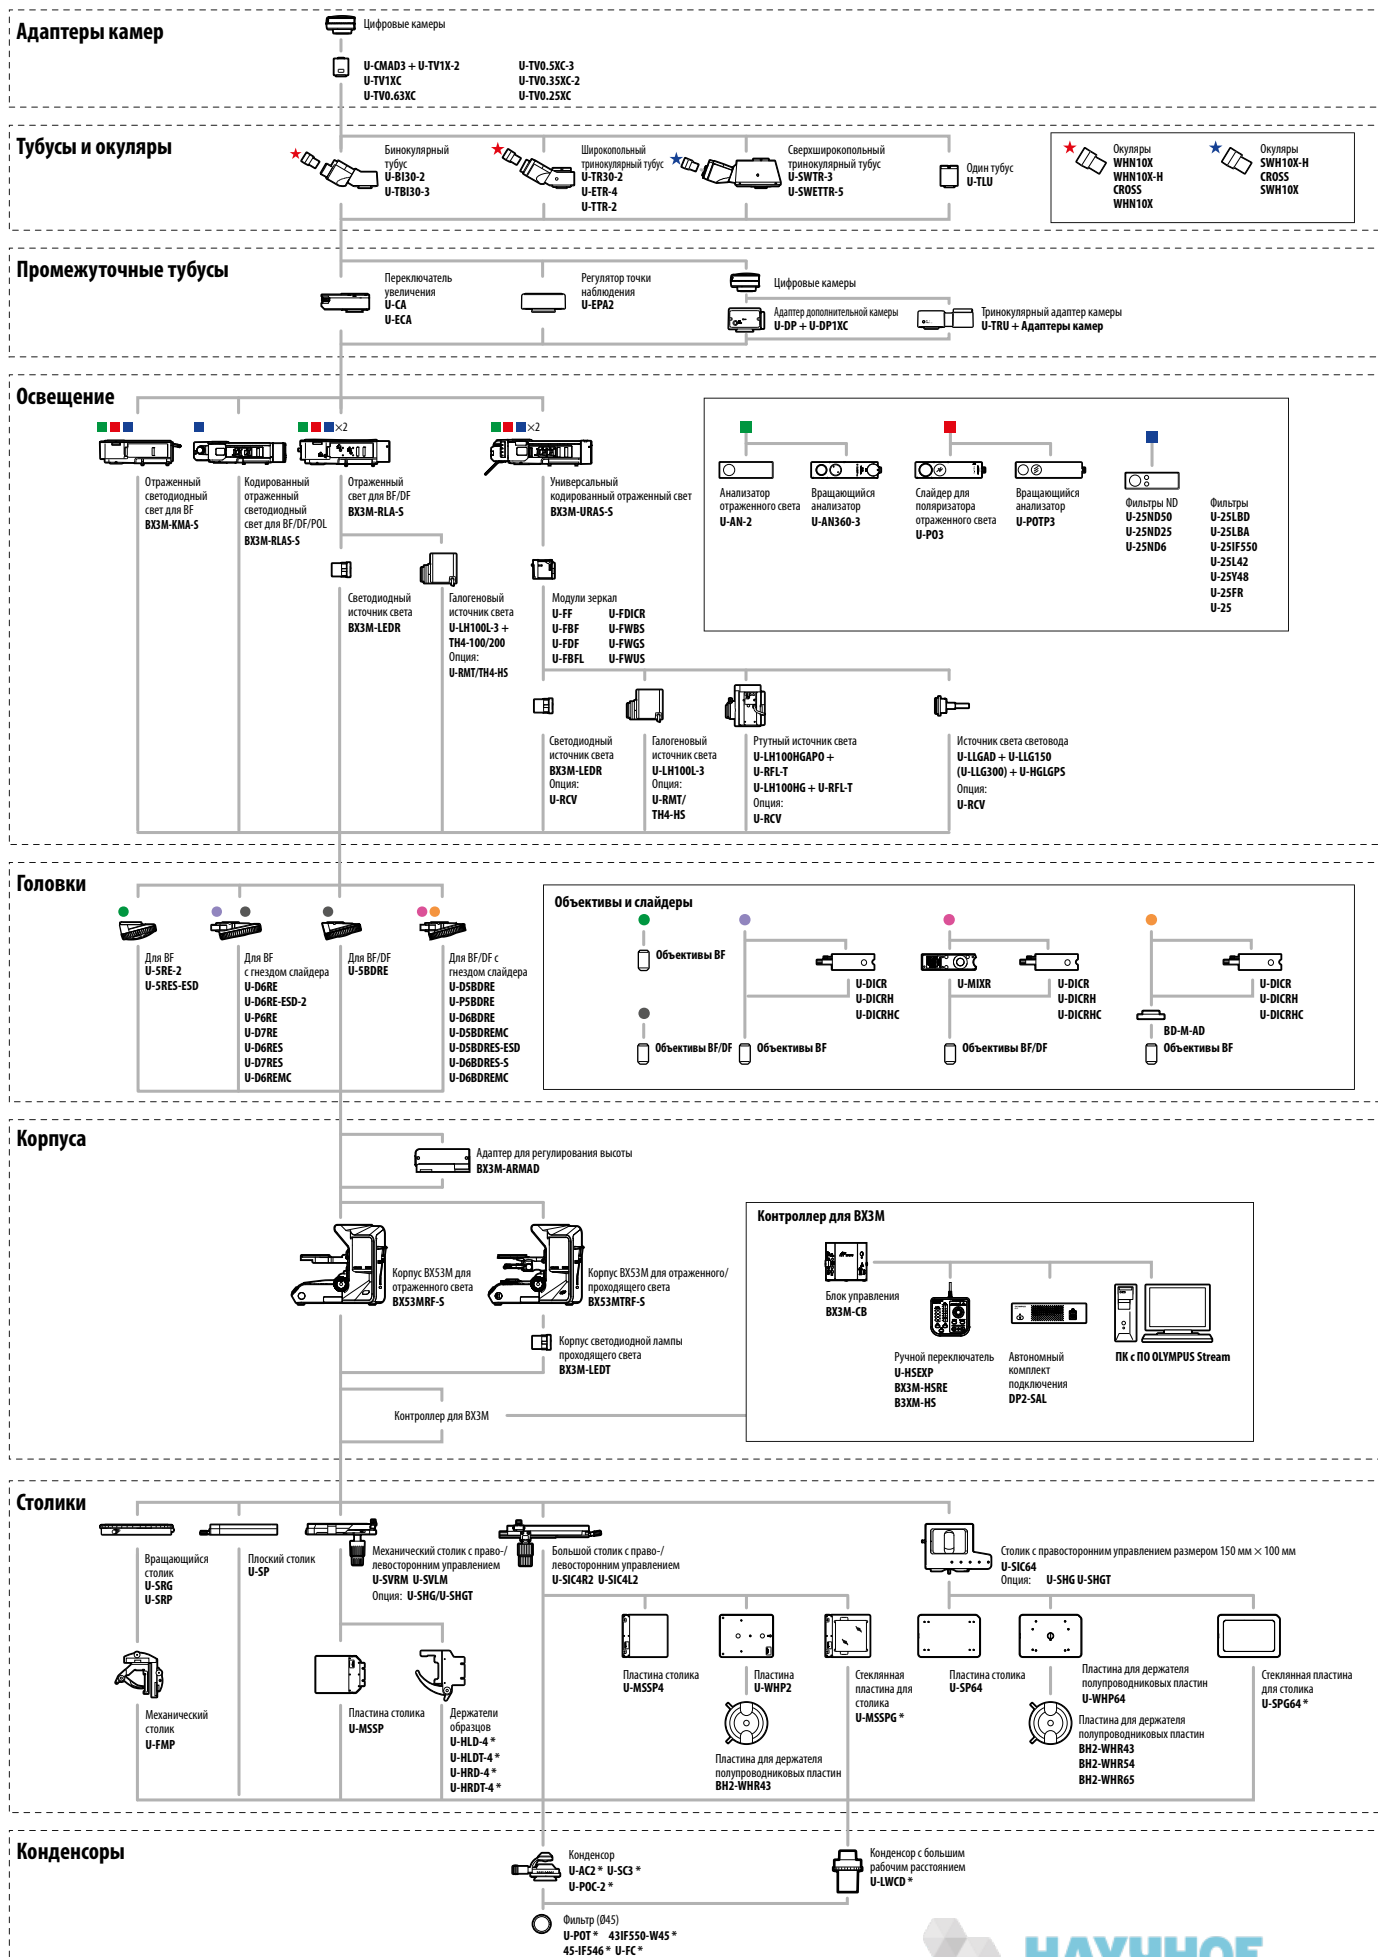 Адаптеры камер
Цифровые камеры
U-CMAD3 + U-TV1X-2
U-TV1XC
U-TV0.63XC
U-TV0.5XC-3
U-TV0.35XC-2
U-TV0.25XC
Тубусы и окуляры
Бинокулярный
тубус
U-BI30-2
U-TBI30-3
Широкопольный
тринокулярный тубус
U-TR30-2
U-ETR-4
U-TTR-2
Сверхширокопольный
тринокулярный тубус
U-SWTR-3
U-SWETTR-5
Один тубус
U-TLU
Окуляры
WHN10X
WHN10X-H
CROSS
WHN10X
Окуляры
SWH10X-H
CROSS
SWH10X
Промежуточные тубусы
Переключатель
увеличения
U-CA
U-ECA
Регулятор точки
наблюдения
U-EPA2
Цифровые камеры
Адаптер дополнительной камеры
U-DP + U-DP1XC
Тринокулярный адаптер камеры
U-TRU + Адаптеры камер
Освещение
×2
×2
Отраженный
светодиодный
свет для BF
BX3M-KMA-S
Кодированный
отраженный
светодиодный
свет для BF/DF/POL
BX3M-RLAS-S
Отраженный
свет для BF/DF
BX3M-RLA-S
Универсальный
кодированный отраженный свет
BX3M-URAS-S
Анализатор
отраженного света
U-AN-2
Вращающийся
анализатор
U-AN360-3
Слайдер для
поляризатора
отраженного света
U-PO3
Вращающийся
анализатор
U-POTP3
Фильтры ND
U-25ND50
U-25ND25
U-25ND6
Фильтры
U-25LBD
U-25LBA
U-25IF550
U-25L42
U-25Y48
U-25FR
U-25
Светодиодный
источник света
BX3M-LEDR
Галогеновый
источник света
U-LH100L-3 +
TH4-100/200
Опция:
U-RMT/TH4-HS
Модули зеркал
U-FF
U-FBF
U-FDF
U-FBFL
U-FDICR
U-FWBS
U-FWGS
U-FWUS
Светодиодный
источник света
BX3M-LEDR
Опция:
U-RCV
Галогеновый
источник света
U-LH100L-3
Опция:
U-RMT/
TH4-HS
Ртутный источник света
U-LH100HGAPO +
U-RFL-T
U-LH100HG + U-RFL-T
Опция:
U-RCV
Источник света световода
U-LLGAD + U-LLG150
(U-LLG300) + U-HGLGPS
Опция:
U-RCV
Головки
Для BF
U-5RE-2
U-5RES-ESD
Для BF
с гнездом слайдера
U-D6RE
U-D6RE-ESD-2
U-P6RE
U-D7RE
U-D6RES
U-D7RES
U-D6REMC
Для BF/DF
U-5BDRE
Для BF/DF с
гнездом слайдера
U-D5BDRE
U-P5BDRE
U-D6BDRE
U-D5BDREMC
U-D5BDRES-ESD
U-D6BDRES-S
U-D6BDREMC
Объективы и слайдеры
Объективы BF
Объективы BF/DF
U-DICR
U-DICRH
U-DICRHC
Объективы BF
U-MIXR
U-DICR
U-DICRH
U-DICRHC
Объективы BF/DF
U-DICR
U-DICRH
U-DICRHC
BD-M-AD
Объективы BF
Корпуса
Адаптер для регулирования высоты
BX3M-ARMAD
Корпус BX53M для
отраженного света
BX53MRF-S
Корпус BX53M для отраженного/
проходящего света
BX53MTRF-S
Корпус светодиодной лампы
проходящего света
BX3M-LEDT
Контроллер для BX3M
Контроллер для BX3M
Блок управления
BX3M-CB
Ручной переключатель
U-HSEXP
BX3M-HSRE
B3XM-HS
Автономный
комплект
подключения
DP2-SAL
ПК с ПО OLYMPUS Stream
Столики
Вращающийся
столик
U-SRG
U-SRP
Плоский столик
U-SP
Механический столик с право-/
левосторонним управлением
U-SVRM U-SVLM
Опция: U-SHG/U-SHGT
Большой столик с право-/
левосторонним управлением
U-SIC4R2 U-SIC4L2
Столик с правосторонним управлением размером 150 мм × 100 мм
U-SIC64
Опция: U-SHG U-SHGT
Механический
столик
U-FMP
Пластина столика
U-MSSP
Держатели
образцов
U-HLD-4 *
U-HLDT-4 *
U-HRD-4 *
U-HRDT-4 *
Пластина столика
U-MSSP4
Пластина
U-WHP2
Пластина для держателя
полупроводниковых пластин
BH2-WHR43
Стеклянная
пластина для
столика
U-MSSPG *
Пластина столика
U-SP64
Пластина для держателя
полупроводниковых пластин
U-WHP64
Пластина для держателя
полупроводниковых пластин
BH2-WHR43
BH2-WHR54
BH2-WHR65
Стеклянная пластина
для столика
U-SPG64 *
Конденсоры
Конденсор
U-AC2 * U-SC3 *
U-POC-2 *
Конденсор с большим
рабочим расстоянием
U-LWCD *
Фильтр (Ø45)
U-POT * 43IF550-W45 *
45-IF546 * U-FC *
НАУЧНОЕ